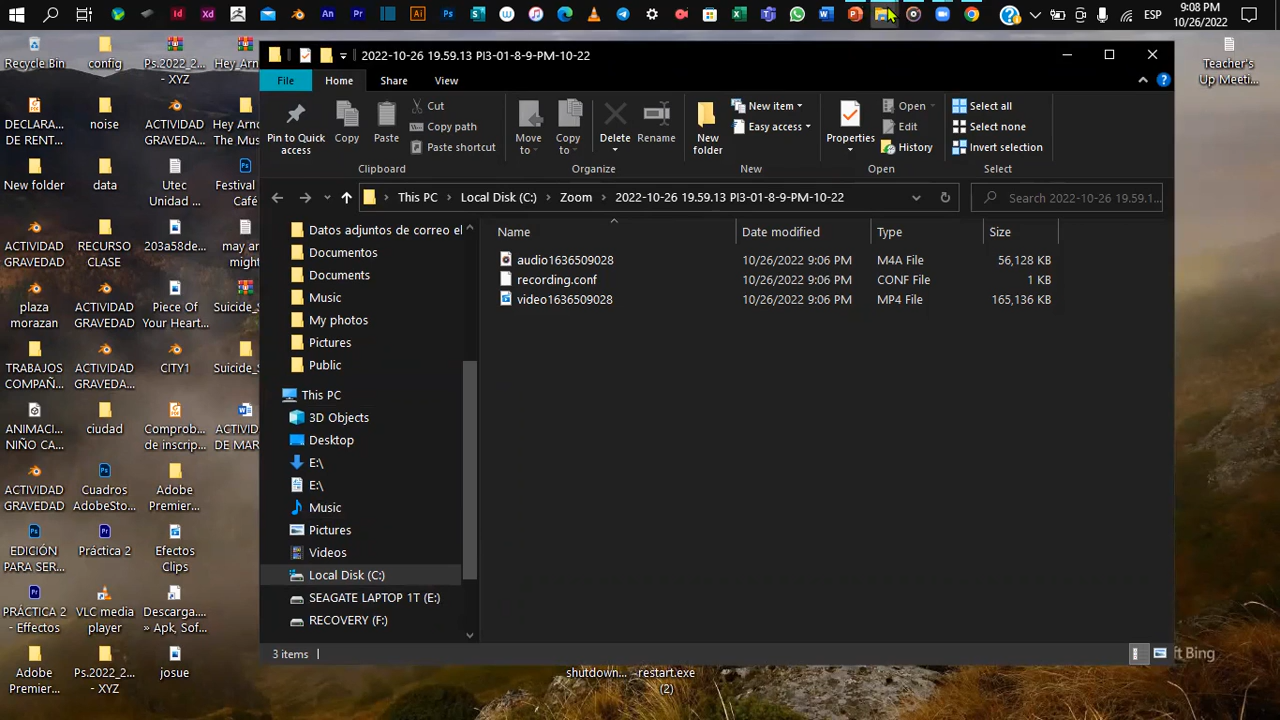 ESP
9:08 PM
10/26/2022
Recycle Bin
config
Ps.2022_2...
- XYZ
Hey_Arn
DECLARA...
DE RENT...
noise
ACTIVIDAD
GRAVEDA...
Hey Arn
The Mus
New folder
data
Utec
Unidad ...
Festival
Café
ACTIVIDAD
GRAVEDAD
RECURSO
CLASE
203a58de...
may an
might
plaza
morazan
ACTIVIDAD
GRAVEDAD
Piece Of
Your Heart...
Suicide_S
TRABAJOS
COMPAÑ...
ACTIVIDAD
GRAVEDA...
CITY1
Suicide_S
ANIMACI...
NIÑO CA...
ciudad
Comprob...
de inscrip...
ACTIVID
DE MAR
ACTIVIDAD
GRAVEDAD
Cuadros
AdobeSto...
Adobe
Premier...
EDICIÓN
PARA SER...
Práctica 2
Efectos
Clips
PRÁCTICA 2
- Efectos
VLC media
player
Descarga....
» Apk, Sof...
Adobe
Premier...
Ps.2022_2...
- XYZ
josue
Teacher's
Up Meeti...
2022-10-26 19.59.13 PI3-01-8-9-PM-10-22
File
Home
Share
View
Pin to Quick
access
Copy
Paste
Cut
Copy path
Paste shortcut
Clipboard
Move
to
Copy
to
Delete
Rename
Organize
New
folder
New item
Easy access
New
Properties
Open
Edit
History
Open
Select all
Select none
Invert selection
Select
This PC
Local Disk (C:)
Zoom
2022-10-26 19.59.13 PI3-01-8-9-PM-10-22
Search 2022-10-26 19.59.1...
Datos adjuntos de correo el
Documentos
Documents
Music
My photos
Pictures
Public
This PC
3D Objects
Desktop
E:\
E:\
Music
Pictures
Videos
Local Disk (C:)
SEAGATE LAPTOP 1T (E:)
RECOVERY (F:)
Name Date modified Type Size
audio1636509028 10/26/2022 9:06 PM M4A File 56,128 KB
recording.conf 10/26/2022 9:06 PM CONF File 1 KB
video1636509028 10/26/2022 9:06 PM MP4 File 165,136 KB
3 items
ft Bing
shutdown...
restart.exe
(2)